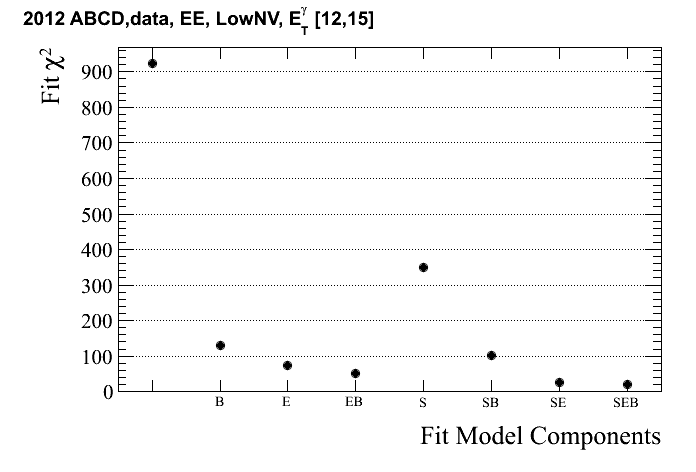 2012 ABCD,data, EE, LowNV, E_T^γ [12,15]
Fit χ²
900
800
700
600
500
400
300
200
100
0
B E EB S SB SE SEB
Fit Model Components